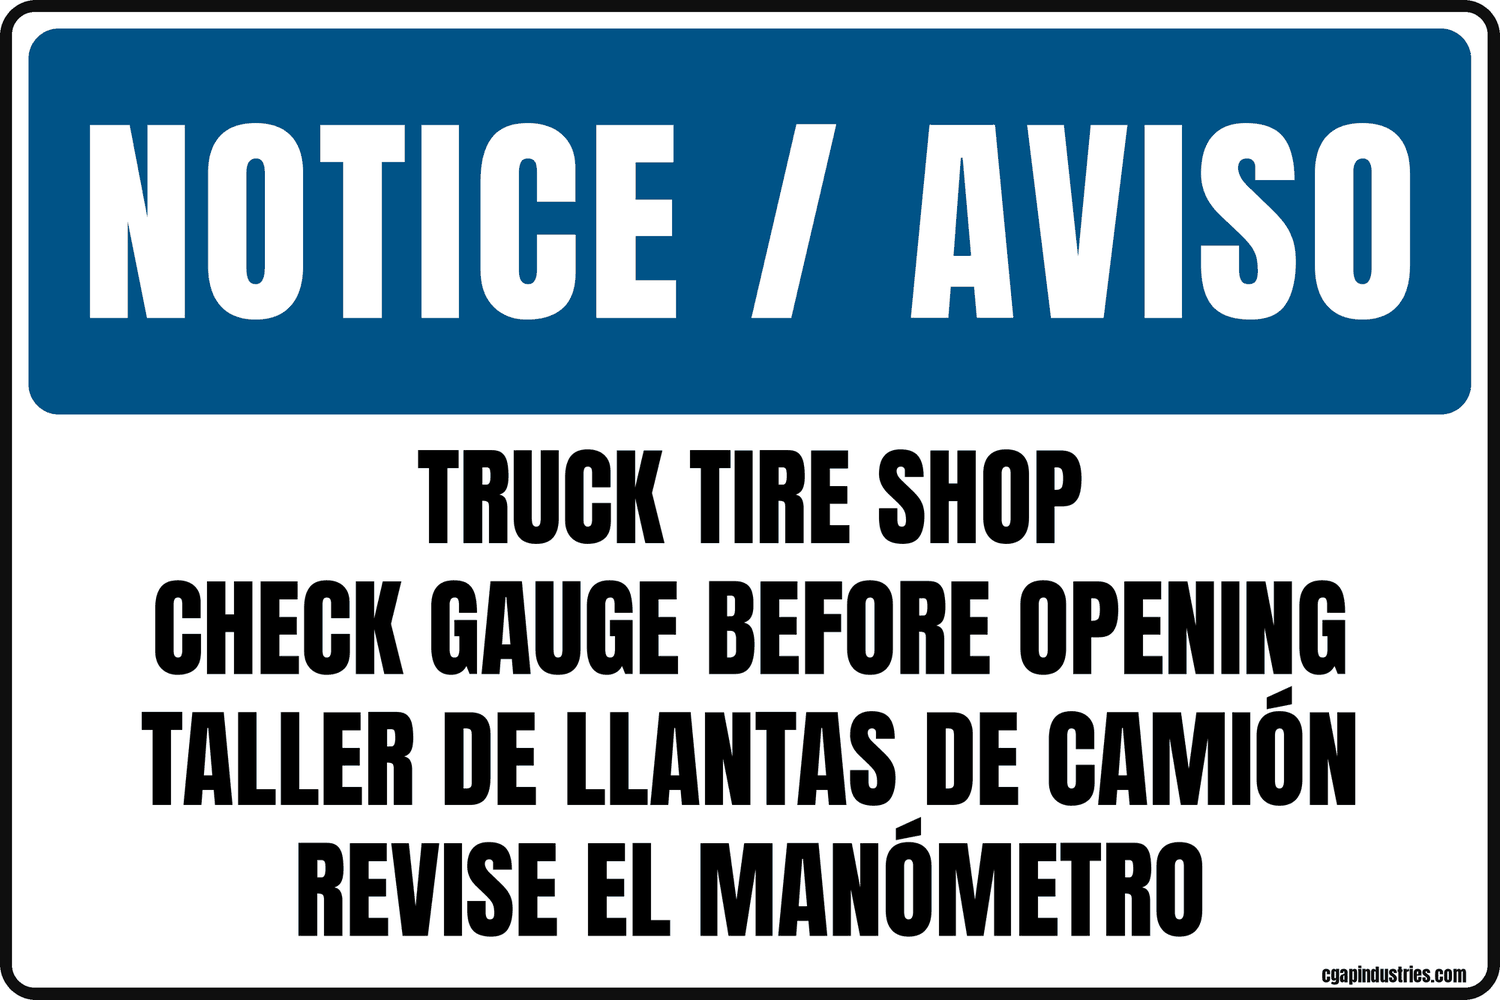 NOTICE / AVISO
TRUCK TIRE SHOP
CHECK GAUGE BEFORE OPENING
TALLER DE LLANTAS DE CAMIÓN
REVISE EL MANÓMETRO
cgapindustries.com